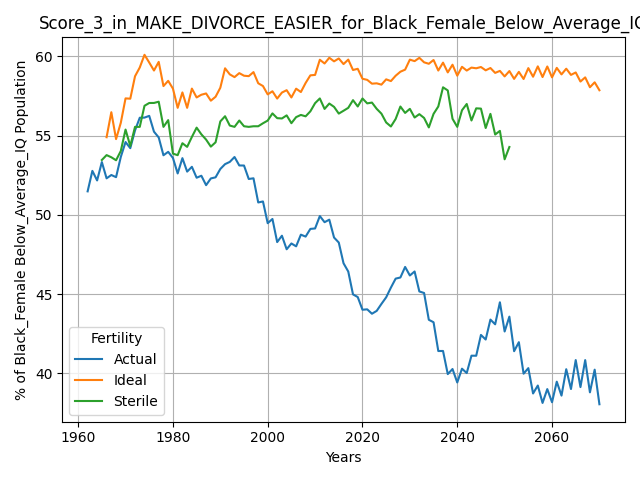 Score_3_in_MAKE_DIVORCE_EASIER_for_Black_Female_Below_Average_IQ
% of Black_Female Below_Average_IQ Population
60
55
50
45
40
Fertility
Actual
Ideal
Sterile
1960
1980
2000
2020
2040
2060
Years